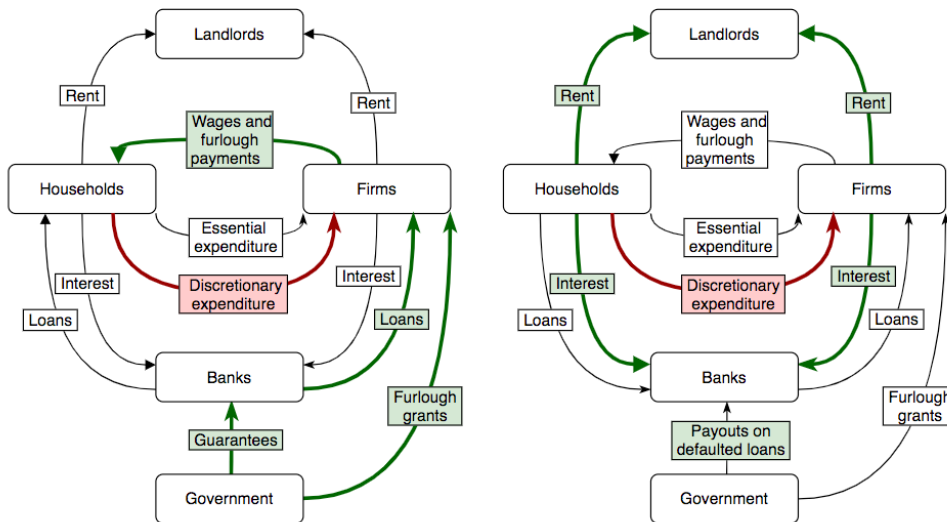 Landlords
Rent
Rent
Wages and
furlough
payments
Households
Firms
Essential
expenditure
Interest
Discretionary
expenditure
Interest
Loans
Loans
Banks
Furlough
grants
Guarantees
Government
Landlords
Rent
Rent
Wages and
furlough
payments
Households
Firms
Essential
expenditure
Interest
Discretionary
expenditure
Interest
Loans
Loans
Banks
Furlough
grants
Payouts on
defaulted loans
Government